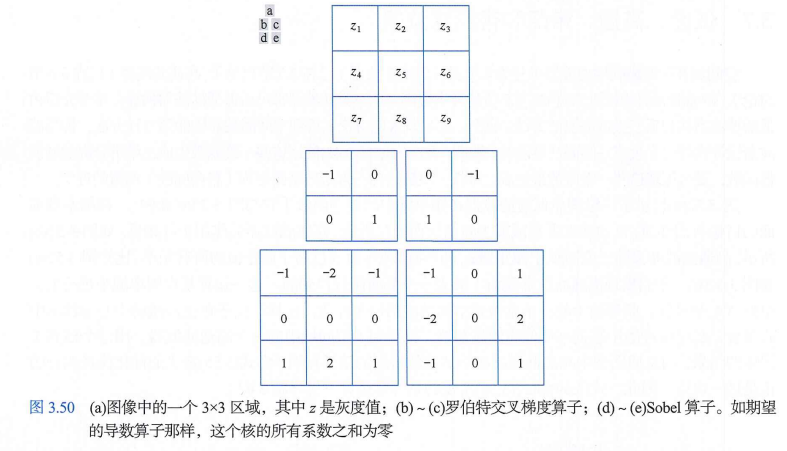 a
b c
d e
z1 z2 z3
z4 z5 z6
z7 z8 z9
-1 0 0 -1
0 1 1 0
-1 -2 -1 -1 0 1
0 0 0 -2 0 2
1 2 1 -1 0 1
图 3.50 (a)图像中的一个 3×3 区域，其中 z 是灰度值；(b) ~ (c)罗伯特交叉梯度算子；(d) ~ (e)Sobel 算子。如期望
的导数算子那样，这个核的所有系数之和为零